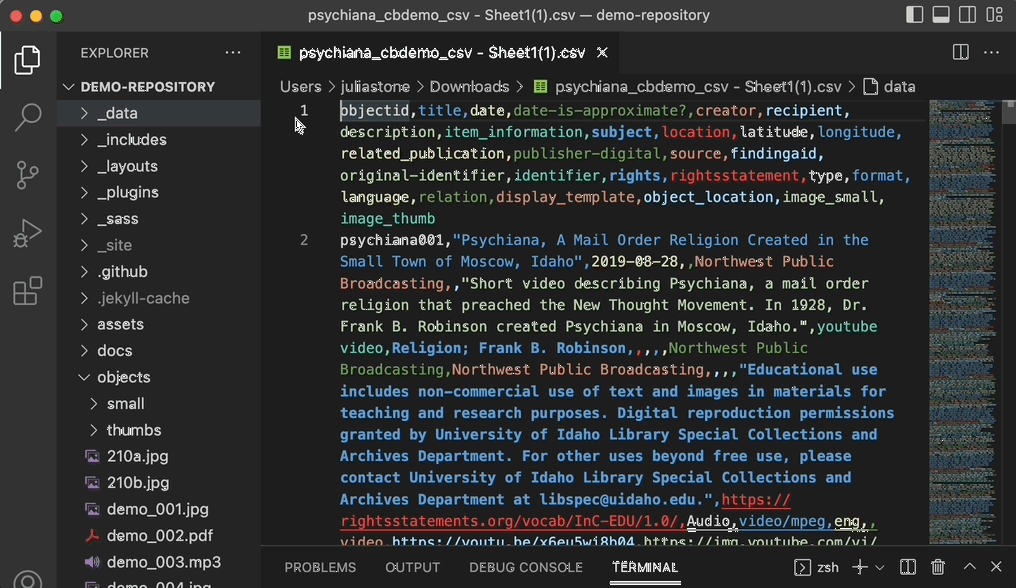 psychiana_cbdemo_csv - Sheet1(1).csv — demo-repository
EXPLORER
DEMO-REPOSITORY
_data
_includes
_layouts
_plugins
_sass
_site
.github
.jekyll-cache
assets
docs
objects
small
thumbs
210a.jpg
210b.jpg
demo_001.jpg
demo_002.pdf
demo_003.mp3
demo_004.jpg
psychiana_cbdemo_csv - Sheet1(1).csv
Users > juliastone > Downloads > psychiana_cbdemo_csv - Sheet1(1).csv > data
1 objectid,title,date,date-is-approximate?,creator,recipient,
description,item_information,subject,location,latitude,longitude,
related_publication,publisher-digital,source,findingaid,
original-identifier,identifier,rights,rightsstatement,type,format,
language,relation,display_template,object_location,image_small,
image_thumb
2 psychiana001,"Psychiana, A Mail Order Religion Created in the
Small Town of Moscow, Idaho",2019-08-28,,Northwest Public
Broadcasting,,"Short video describing Psychiana, a mail order
religion that preached the New Thought Movement. In 1928, Dr.
Frank B. Robinson created Psychiana in Moscow, Idaho.",youtube
video,Religion; Frank B. Robinson,,,,,Northwest Public
Broadcasting,Northwest Public Broadcasting,,,,"Educational use
includes non-commercial use of text and images in materials for
teaching and research purposes. Digital reproduction permissions
granted by University of Idaho Library Special Collections and
Archives Department. For other uses beyond free use, please
contact University of Idaho Library Special Collections and
Archives Department at libspec@uidaho.edu.",https://
rightsstatements.org/vocab/InC-EDU/1.0/,Audio,video/mpeg,eng,,
video,https://youtu.be/x6eu5wi8b04,https://img.youtube.com/vi/
PROBLEMS OUTPUT DEBUG CONSOLE TERMINAL zsh